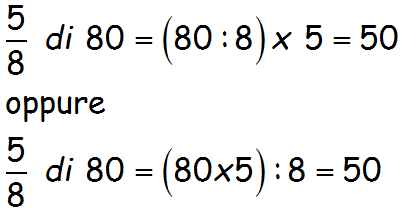 5/8 di 80 = (80 : 8) x 5 = 50
oppure
5/8 di 80 = (80x5) : 8 = 50